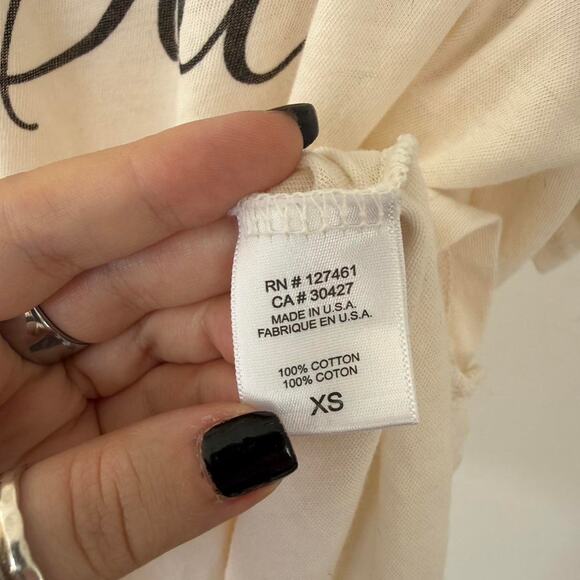 RN # 127461
CA # 30427
MADE IN U.S.A.
FABRIQUE EN U.S.A.
100% COTTON
100% COTON
XS